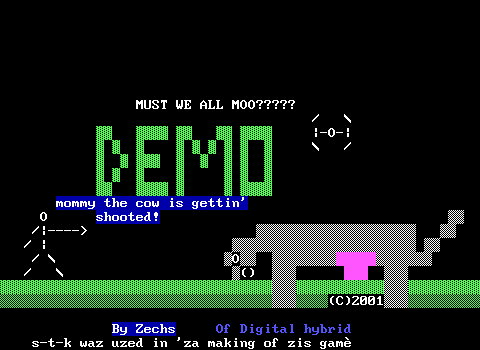 MUST WE ALL MOO?????
DEMO
mommy the cow is gettin'
shooted!
(C)2001
By Zechs Of Digital hybrid
s-t-k waz uzed in 'za making of zis gamè